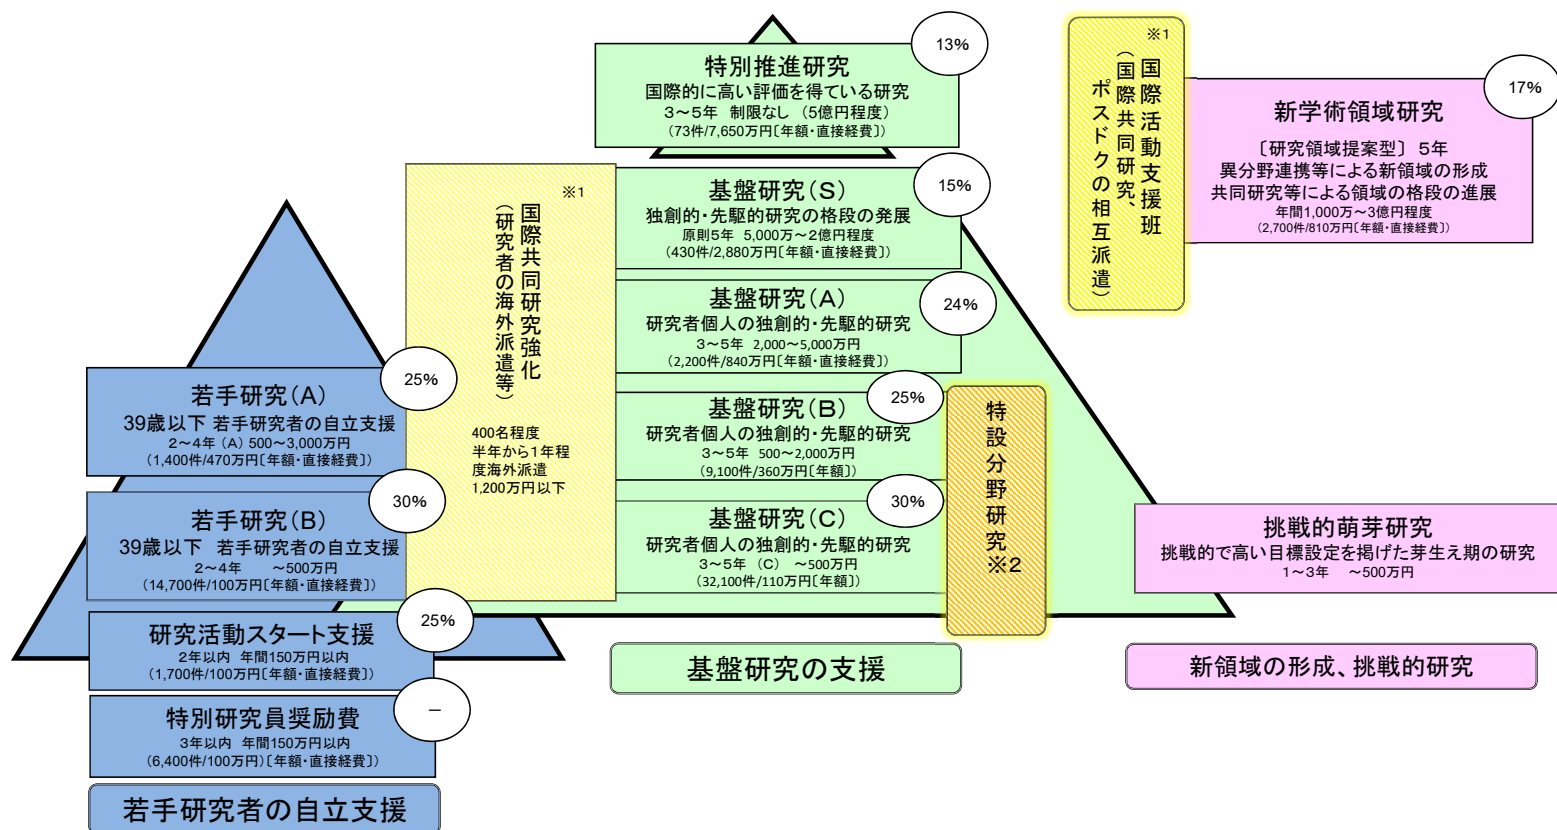 特別推進研究
国際的に高い評価を得ている研究
3～5年 制限なし （5億円程度）
(73件/7,650万円〔年額・直接経費〕)
13%
基盤研究(S)
独創的・先駆的研究の格段の発展
原則5年 5,000万～2億円程度
(430件/2,880万円〔年額・直接経費〕)
15%
基盤研究(A)
研究者個人の独創的・先駆的研究
3～5年 2,000～5,000万円
(2,200件/840万円〔年額・直接経費〕)
24%
基盤研究(B)
研究者個人の独創的・先駆的研究
3～5年 500～2,000万円
(9,100件/360万円〔年額〕)
25%
基盤研究(C)
研究者個人の独創的・先駆的研究
3～5年 (C) ～500万円
(32,100件/110万円〔年額〕)
30%
特設分野研究※2
基盤研究の支援
※1
国際共同研究強化
(研究者の海外派遣等)
400名程度
半年から1年程
度海外派遣
1,200万円以下
若手研究(A)
39歳以下 若手研究者の自立支援
2～4年 (A) 500～3,000万円
(1,400件/470万円〔年額・直接経費〕)
25%
若手研究(B)
39歳以下 若手研究者の自立支援
2～4年 ～500万円
(14,700件/100万円〔年額・直接経費〕)
30%
研究活動スタート支援
2年以内 年間150万円以内
(1,700件/100万円〔年額・直接経費〕)
25%
特別研究員奨励費
3年以内 年間150万円以内
(6,400件/100万円)〔年額・直接経費〕)
－
若手研究者の自立支援
※1
国際活動支援班
(国際共同研究、
ポスドクの相互派遣)
新学術領域研究
〔研究領域提案型〕 5年
異分野連携等による新領域の形成
共同研究等による領域の格段の進展
年間1,000万～3億円程度
(2,700件/810万円〔年額・直接経費〕)
17%
挑戦的萌芽研究
挑戦的で高い目標設定を掲げた芽生え期の研究
1～3年 ～500万円
新領域の形成、挑戦的研究